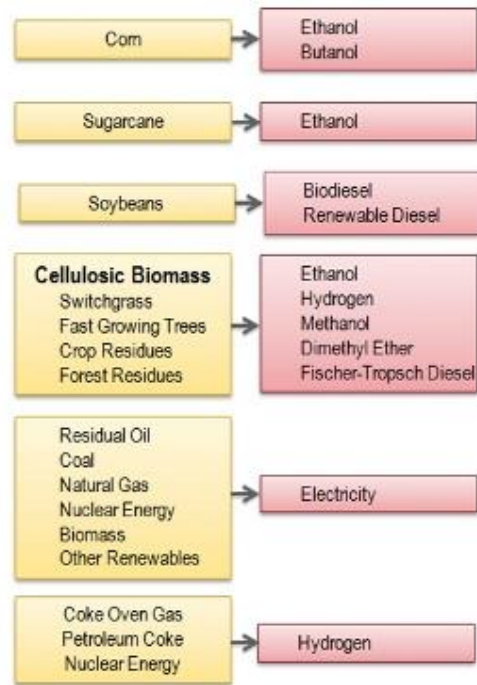 Corn
Ethanol
Butanol
Sugarcane
Ethanol
Soybeans
Biodiesel
Renewable Diesel
Cellulosic Biomass
Switchgrass
Fast Growing Trees
Crop Residues
Forest Residues
Ethanol
Hydrogen
Methanol
Dimethyl Ether
Fischer-Tropsch Diesel
Residual Oil
Coal
Natural Gas
Nuclear Energy
Biomass
Other Renewables
Electricity
Coke Oven Gas
Petroleum Coke
Nuclear Energy
Hydrogen